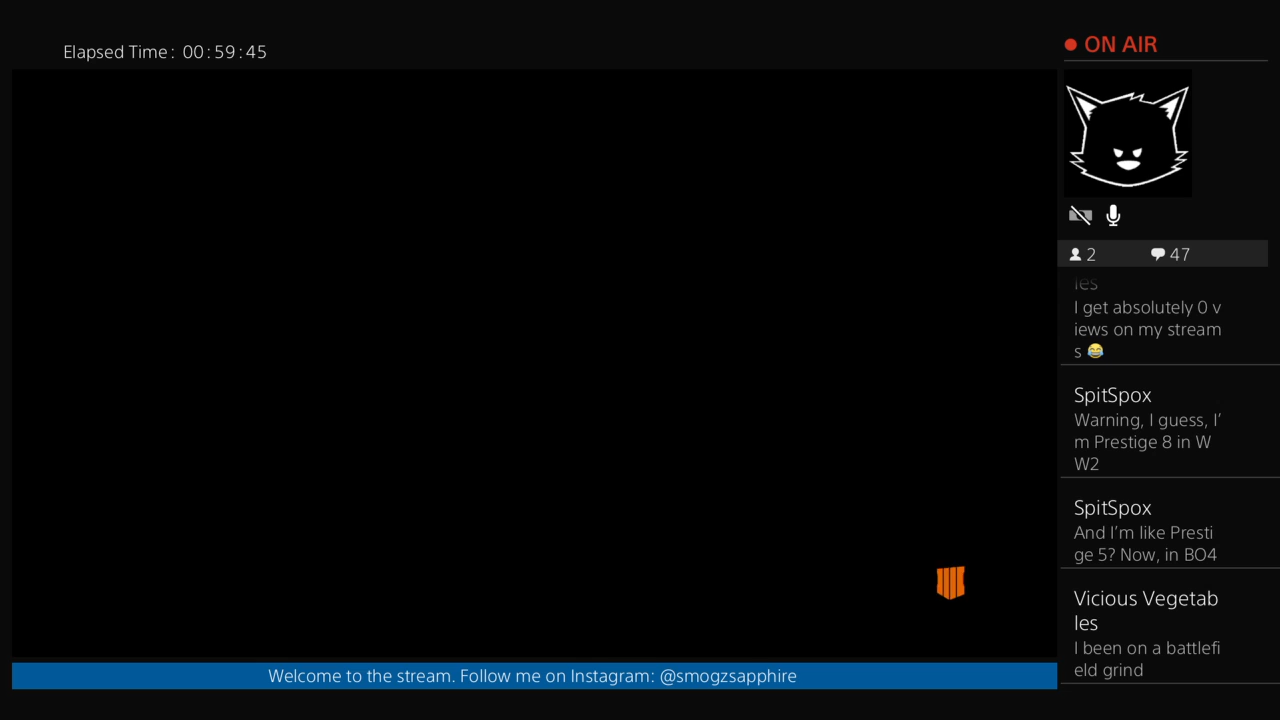 Elapsed Time: 00:59:45
ON AIR
2
47
les
I get absolutely 0 v
iews on my stream
s 😂
SpitSpox
Warning, I guess, I’
m Prestige 8 in W
W2
SpitSpox
And I’m like Presti
ge 5? Now, in BO4
Vicious Vegetab
les
I been on a battlefi
eld grind
Welcome to the stream. Follow me on Instagram: @smogzsapphire